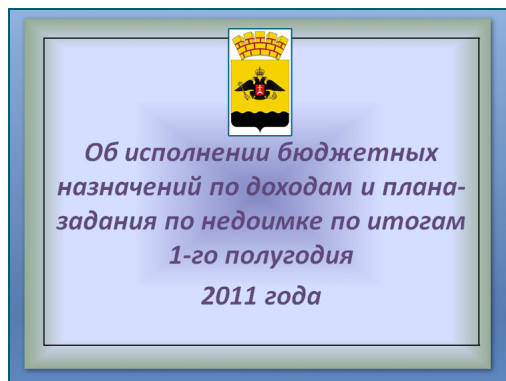 Об исполнении бюджетных
назначений по доходам и плана-
задания по недоимке по итогам
1-го полугодия
2011 года